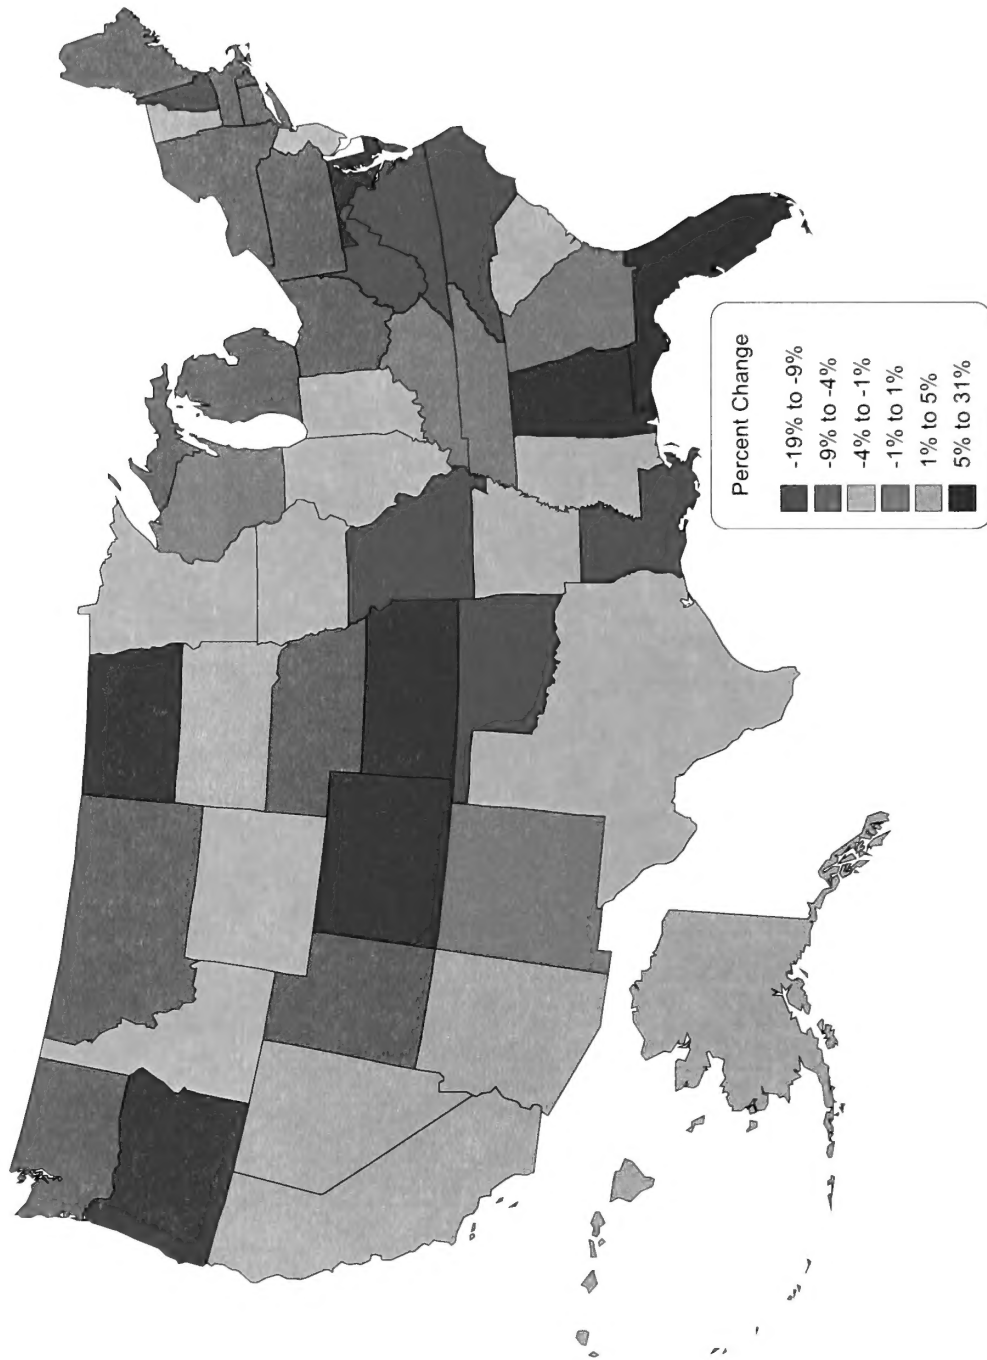 Percent Change
-19% to -9%
-9% to -4%
-4% to -1%
-1% to 1%
1% to 5%
5% to 31%